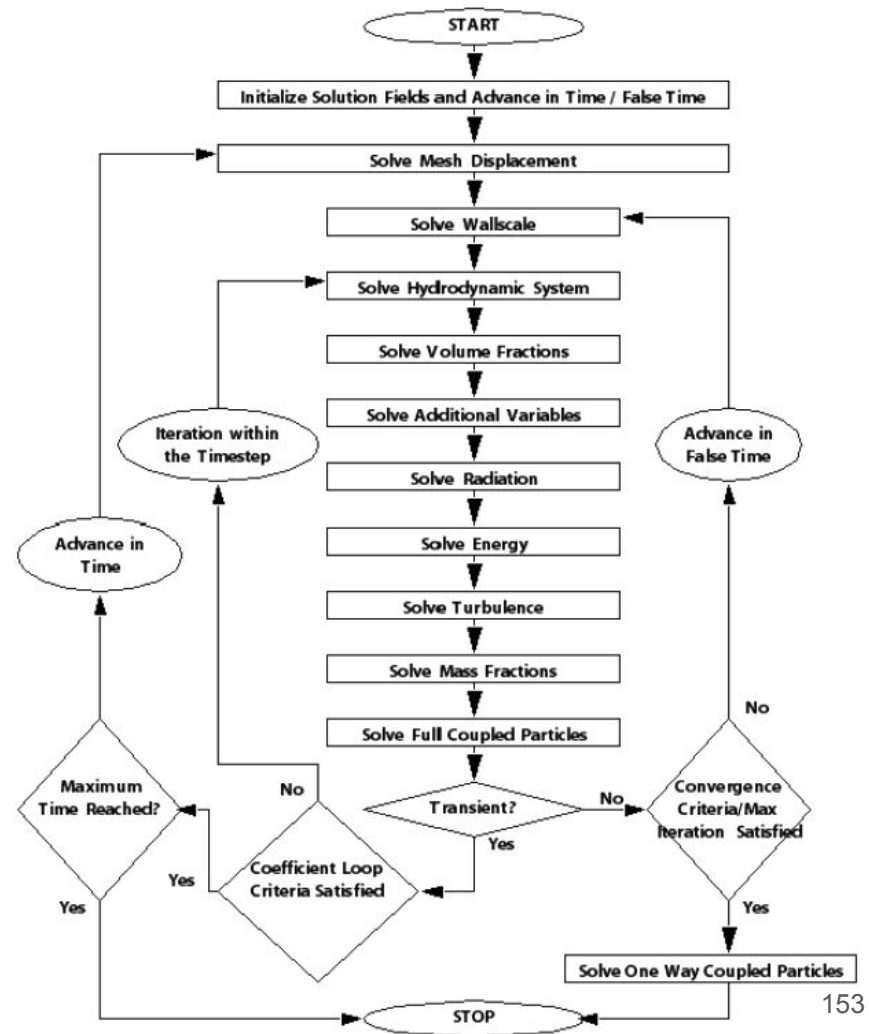 START
Initialize Solution Fields and Advance in Time / False Time
Solve Mesh Displacement
Solve Wallscale
Solve Hydrodynamic System
Solve Volume Fractions
Solve Additional Variables
Iteration within
the Timestep
Advance in
False Time
Solve Radiation
Solve Energy
Advance in
Time
Solve Turbulence
Solve Mass Fractions
No
Solve Full Coupled Particles
Maximum
Time Reached?
No
Transient?
No
Convergence
Criteria/Max
Iteration Satisfied
Yes
Coefficient Loop
Criteria Satisfied
Yes
Yes
Yes
Solve One Way Coupled Particles
153
STOP